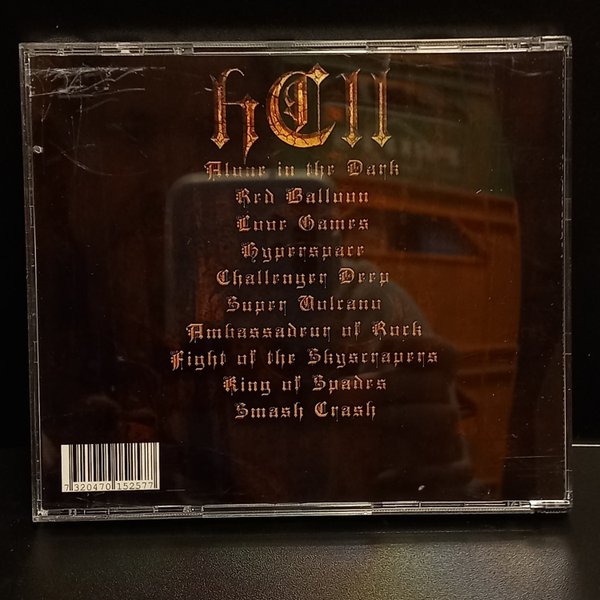 hCII
Alone in the Dark
Red Balloon
Love Games
Hyperspace
Challenger Deep
Super Vulcano
Ambassadeur of Rock
Fight of the Skyscrapers
King of Spades
Smash Crash
7 320470 152577